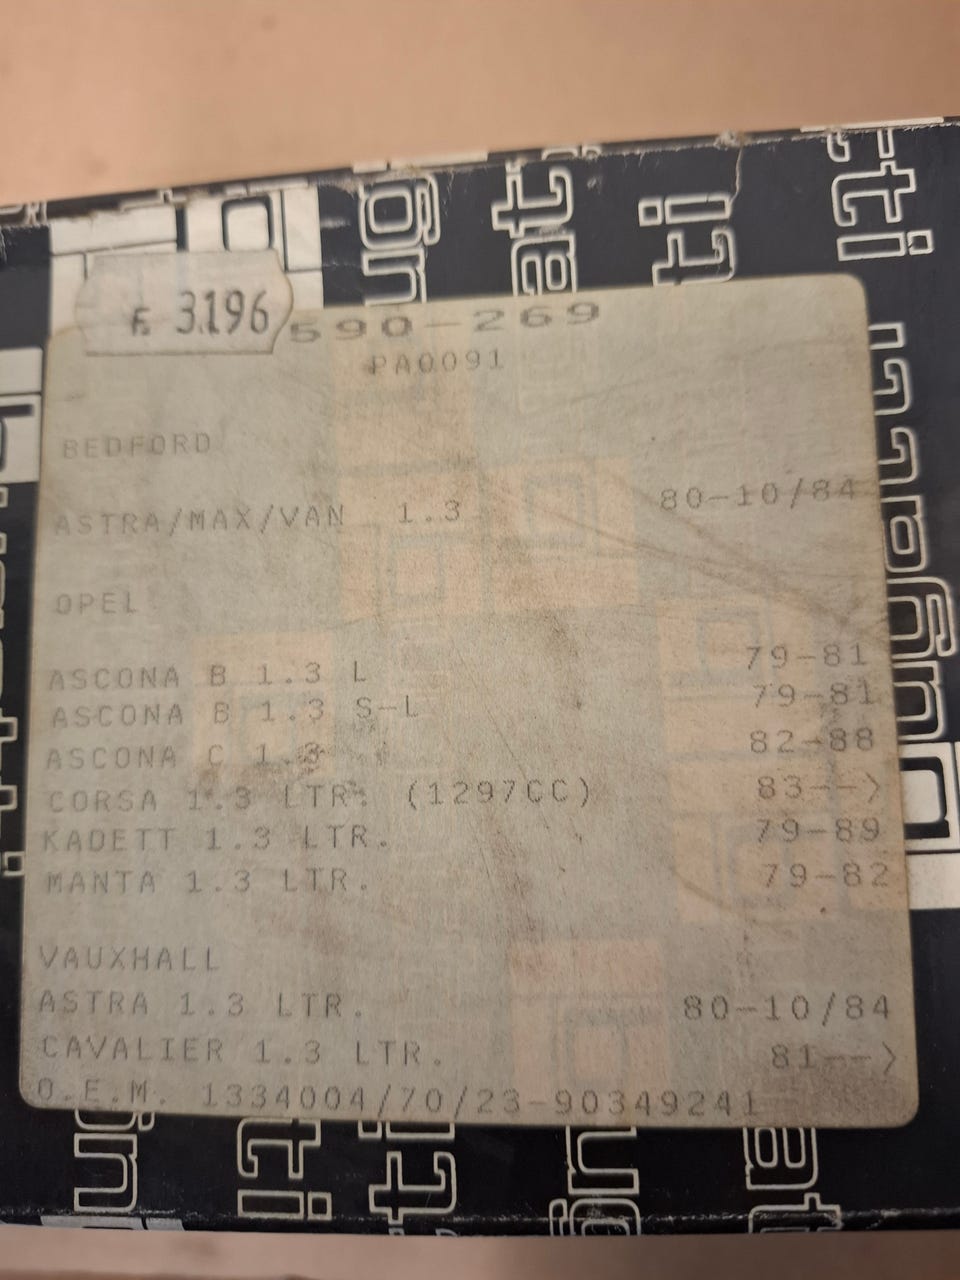 F. 3196
590-269
PA0091
BEDFORD
ASTRA/MAX/VAN 1.3 80-10/84
OPEL
ASCONA B 1.3 L 79-81
ASCONA B 1.3 S-L 79-81
ASCONA C 1.3 82-88
CORSA 1.3 LTR. (1297CC) 83-->
KADETT 1.3 LTR. 79-89
MANTA 1.3 LTR. 79-82
VAUXHALL
ASTRA 1.3 LTR. 80-10/84
CAVALIER 1.3 LTR. 81-->
O.E.M. 1334004/70/23-90349241